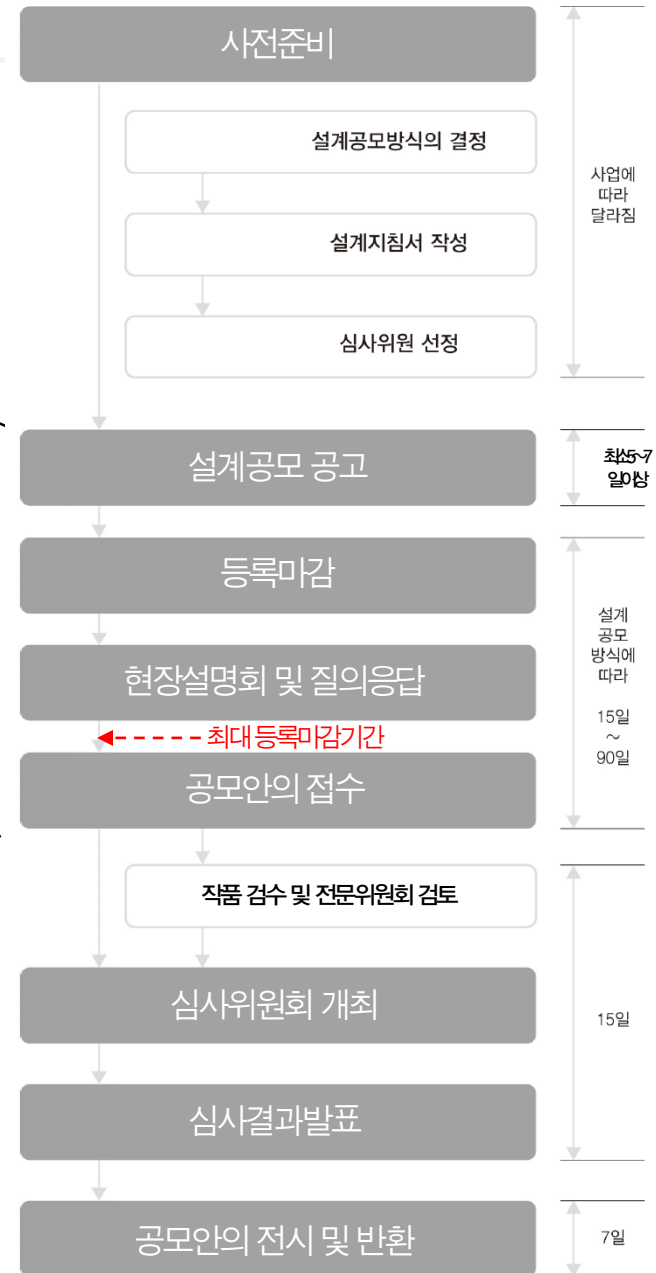 사전준비
설계공모방식의 결정
설계지침서 작성
심사위원 선정
사업에
따라
달라짐
설계공모 공고
최소5~7
일이상
등록마감
현장설명회 및 질의응답
최대 등록마감기간
공모안의 접수
설계
공모
방식에
따라
15일
~
90일
작품 검수 및 전문위원회 검토
심사위원회 개최
심사결과발표
15일
공모안의 전시 및 반환
7일